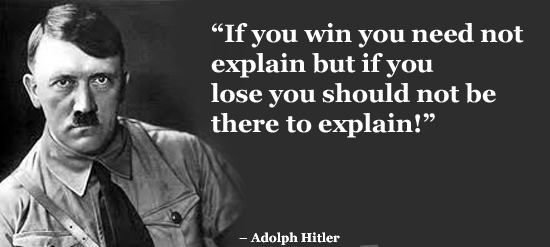 “If you win you need not
explain but if you
lose you should not be
there to explain!”
– Adolph Hitler